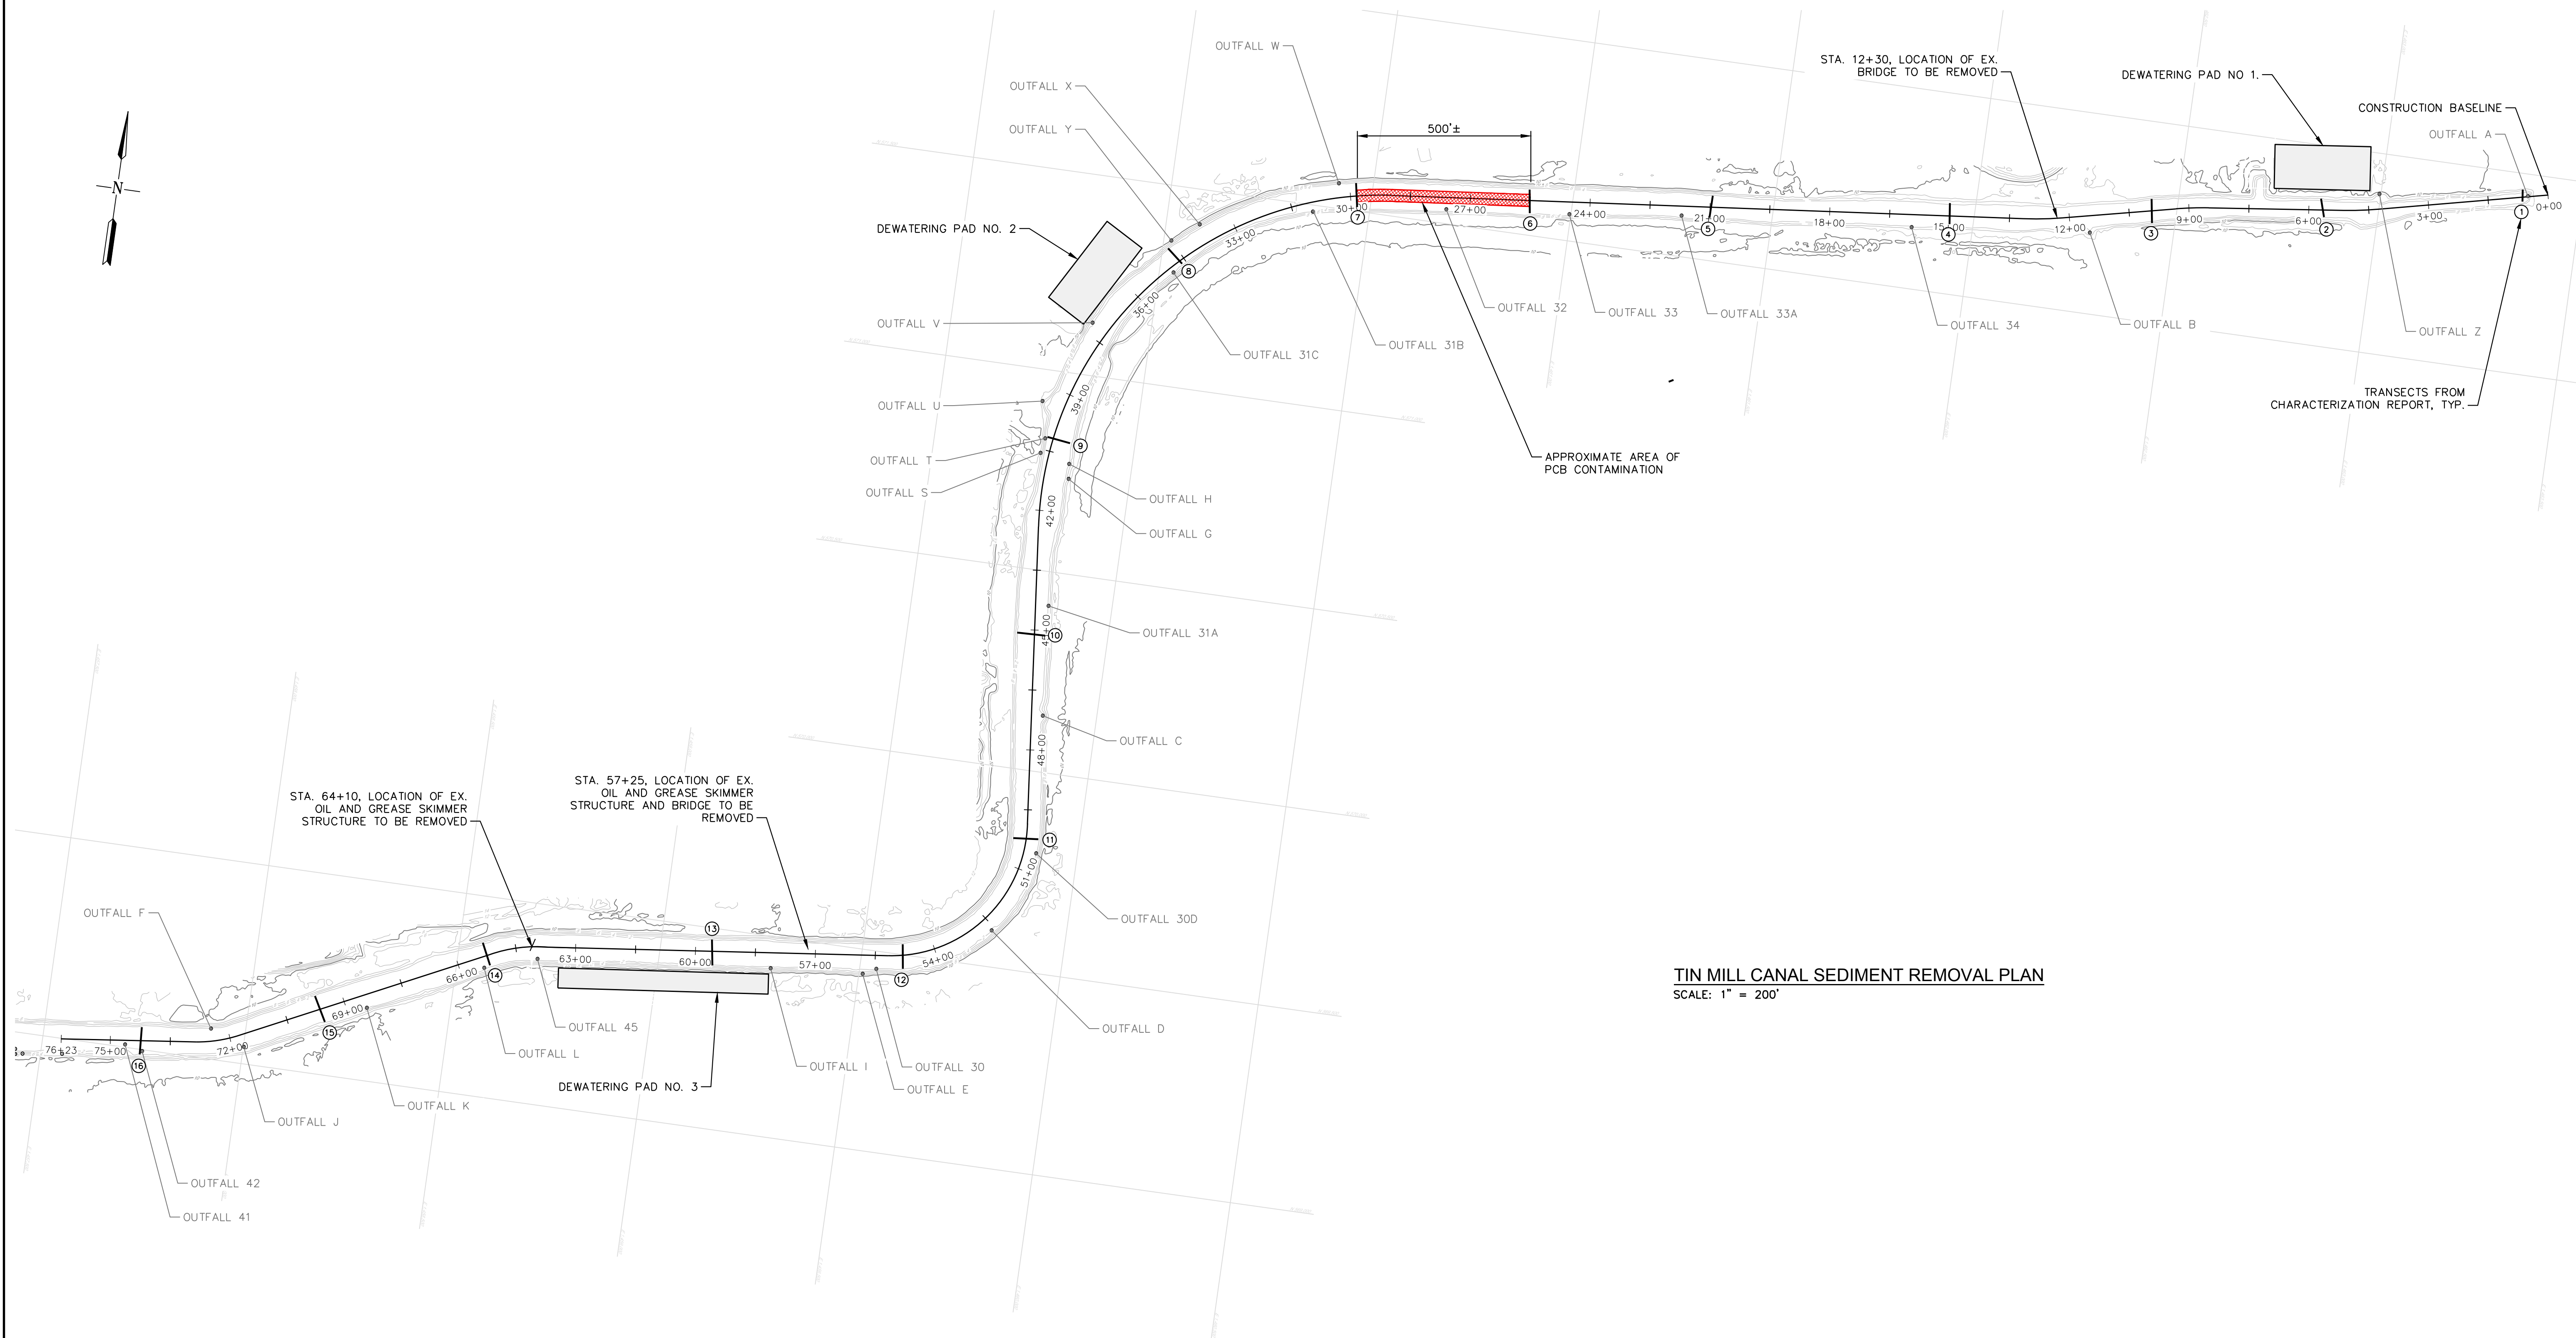 OUTFALL W
STA. 12+30, LOCATION OF EX.
BRIDGE TO BE REMOVED
DEWATERING PAD NO 1.
OUTFALL X
CONSTRUCTION BASELINE
OUTFALL Y
500'±
OUTFALL A
N
DEWATERING PAD NO. 2
30+00
27+00
24+00
21+00
18+00
15+00
12+00
9+00
6+00
3+00
0+00
7
6
5
4
3
2
1
33+00
8
36+00
OUTFALL V
OUTFALL 31C
OUTFALL 31B
OUTFALL 32
OUTFALL 33
OUTFALL 33A
OUTFALL 34
OUTFALL B
OUTFALL Z
39+00
OUTFALL U
TRANSECTS FROM
CHARACTERIZATION REPORT, TYP.
9
OUTFALL T
OUTFALL S
APPROXIMATE AREA OF
PCB CONTAMINATION
OUTFALL H
42+00
OUTFALL G
10
OUTFALL 31A
OUTFALL C
48+00
STA. 57+25, LOCATION OF EX.
OIL AND GREASE SKIMMER
STRUCTURE AND BRIDGE TO BE
REMOVED
STA. 64+10, LOCATION OF EX.
OIL AND GREASE SKIMMER
STRUCTURE TO BE REMOVED
11
51+00
OUTFALL F
OUTFALL 30D
13
54+00
12
57+00
60+00
63+00
66+00
14
69+00
15
72+00
75+00
76+23
16
OUTFALL 45
OUTFALL L
DEWATERING PAD NO. 3
OUTFALL I
OUTFALL 30
OUTFALL E
OUTFALL D
OUTFALL K
OUTFALL J
OUTFALL 42
OUTFALL 41
TIN MILL CANAL SEDIMENT REMOVAL PLAN
SCALE: 1" = 200'